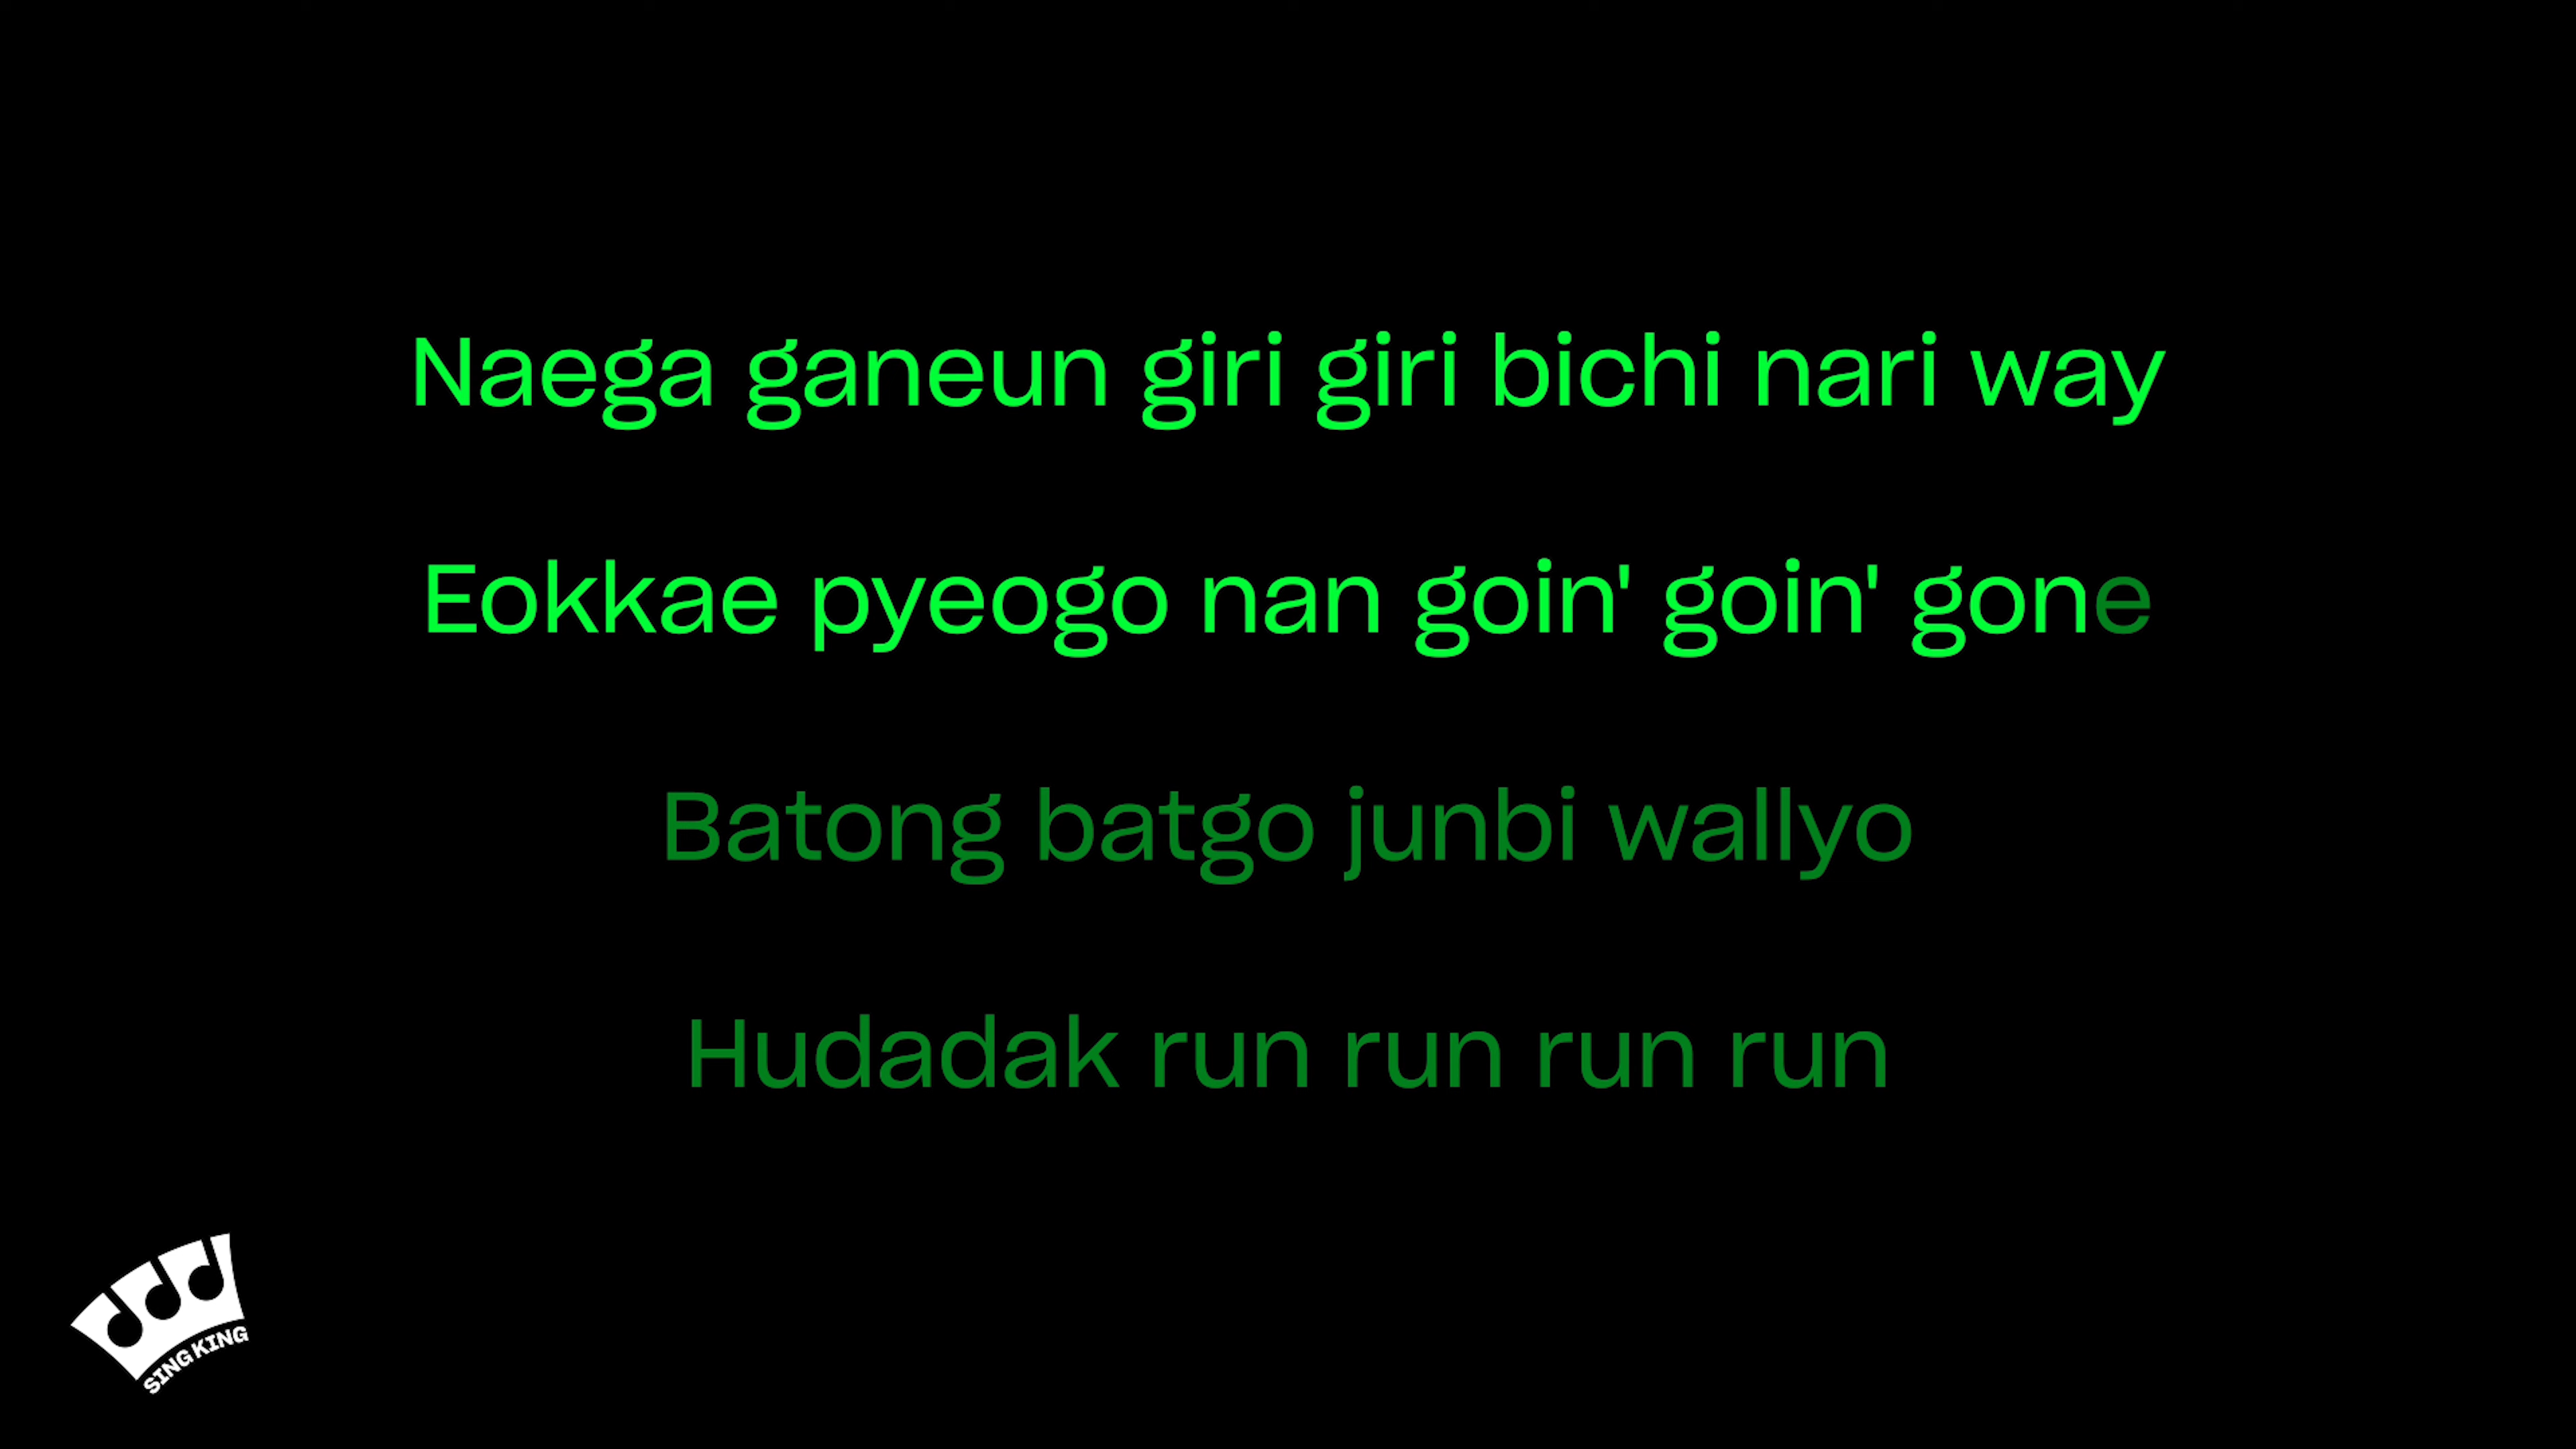 Naega ganeun giri giri bichi nari way
Eokkae pyeogo nan goin' goin' gone
Batong batgo junbi wallyo
Hudadak run run run run
SING KING